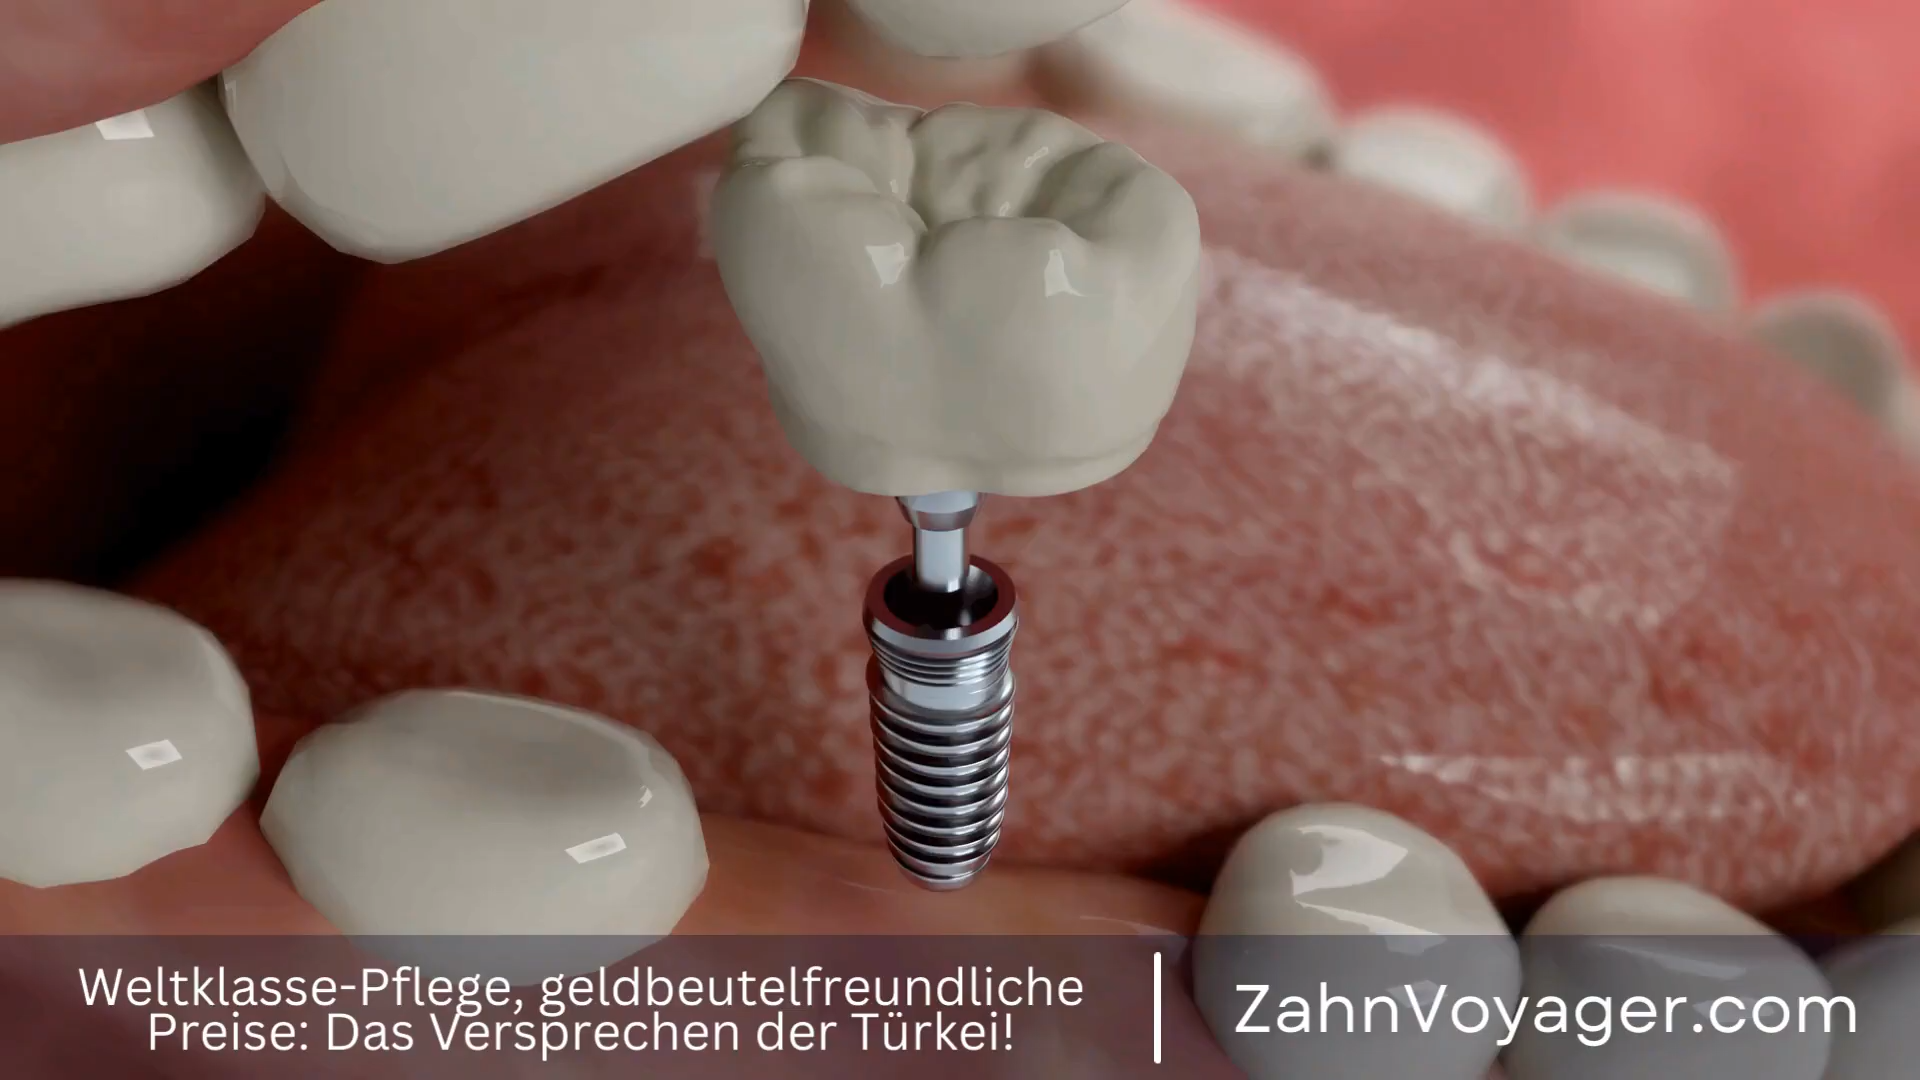 Weltklasse-Pflege, geldbeutelfreundliche
Preise: Das Versprechen der Türkei!
ZahnVoyager.com